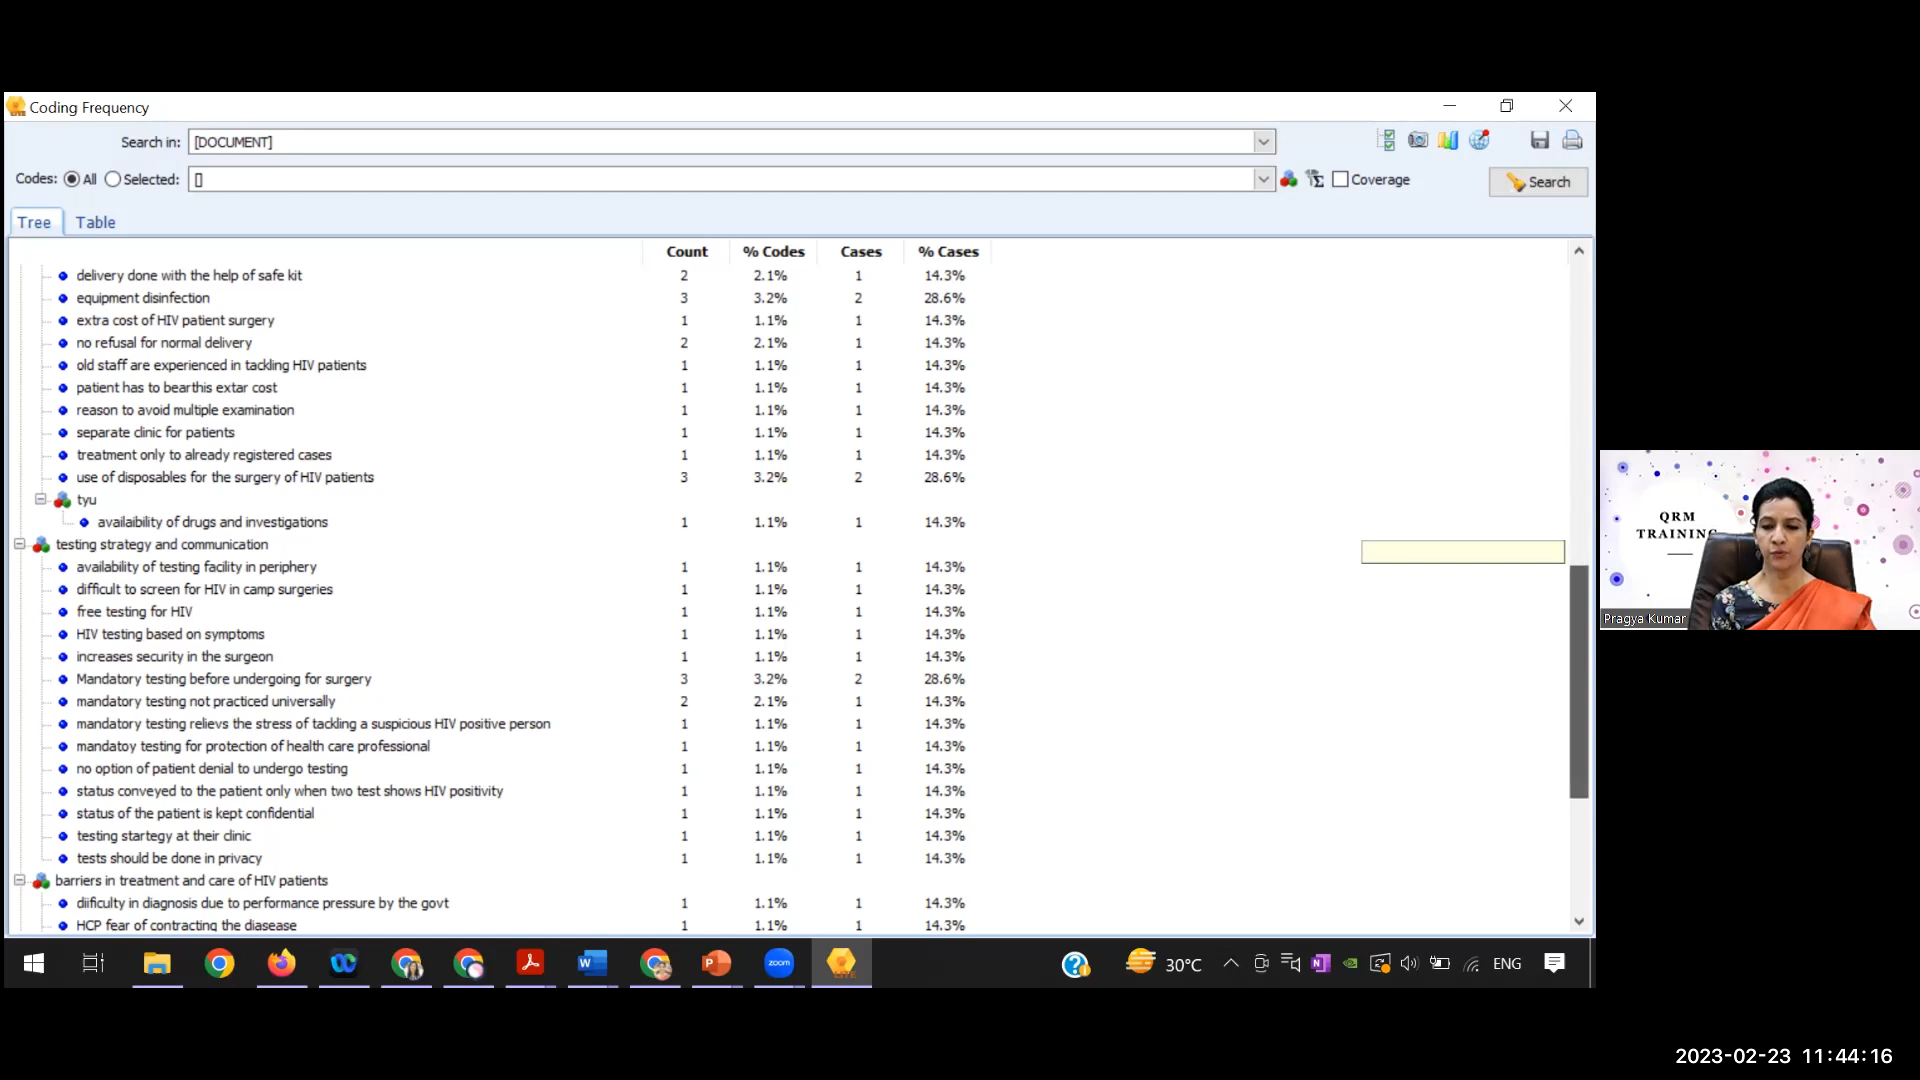 Coding Frequency
Search in: [DOCUMENT]
Codes: All Selected: [] Coverage Search
Tree Table
Count % Codes Cases % Cases
delivery done with the help of safe kit 2 2.1% 1 14.3%
equipment disinfection 3 3.2% 2 28.6%
extra cost of HIV patient surgery 1 1.1% 1 14.3%
no refusal for normal delivery 2 2.1% 1 14.3%
old staff are experienced in tackling HIV patients 1 1.1% 1 14.3%
patient has to bearthis extar cost 1 1.1% 1 14.3%
reason to avoid multiple examination 1 1.1% 1 14.3%
separate clinic for patients 1 1.1% 1 14.3%
treatment only to already registered cases 1 1.1% 1 14.3%
use of disposables for the surgery of HIV patients 3 3.2% 2 28.6%
tyu
availaibility of drugs and investigations 1 1.1% 1 14.3%
testing strategy and communication
availability of testing facility in periphery 1 1.1% 1 14.3%
difficult to screen for HIV in camp surgeries 1 1.1% 1 14.3%
free testing for HIV 1 1.1% 1 14.3%
HIV testing based on symptoms 1 1.1% 1 14.3%
increases security in the surgeon 1 1.1% 1 14.3%
Mandatory testing before undergoing for surgery 3 3.2% 2 28.6%
mandatory testing not practiced universally 2 2.1% 1 14.3%
mandatory testing relievs the stress of tackling a suspicious HIV positive person 1 1.1% 1 14.3%
mandatoy testing for protection of health care professional 1 1.1% 1 14.3%
no option of patient denial to undergo testing 1 1.1% 1 14.3%
status conveyed to the patient only when two test shows HIV positivity 1 1.1% 1 14.3%
status of the patient is kept confidential 1 1.1% 1 14.3%
testing startegy at their clinic 1 1.1% 1 14.3%
tests should be done in privacy 1 1.1% 1 14.3%
barriers in treatment and care of HIV patients
dificulty in diagnosis due to performance pressure by the govt 1 1.1% 1 14.3%
HCP fear of contracting the diasease 1 1.1% 1 14.3%
QRM
TRAINING
Pragya Kumar
zoom
30°C
ENG
2023-02-23 11:44:16